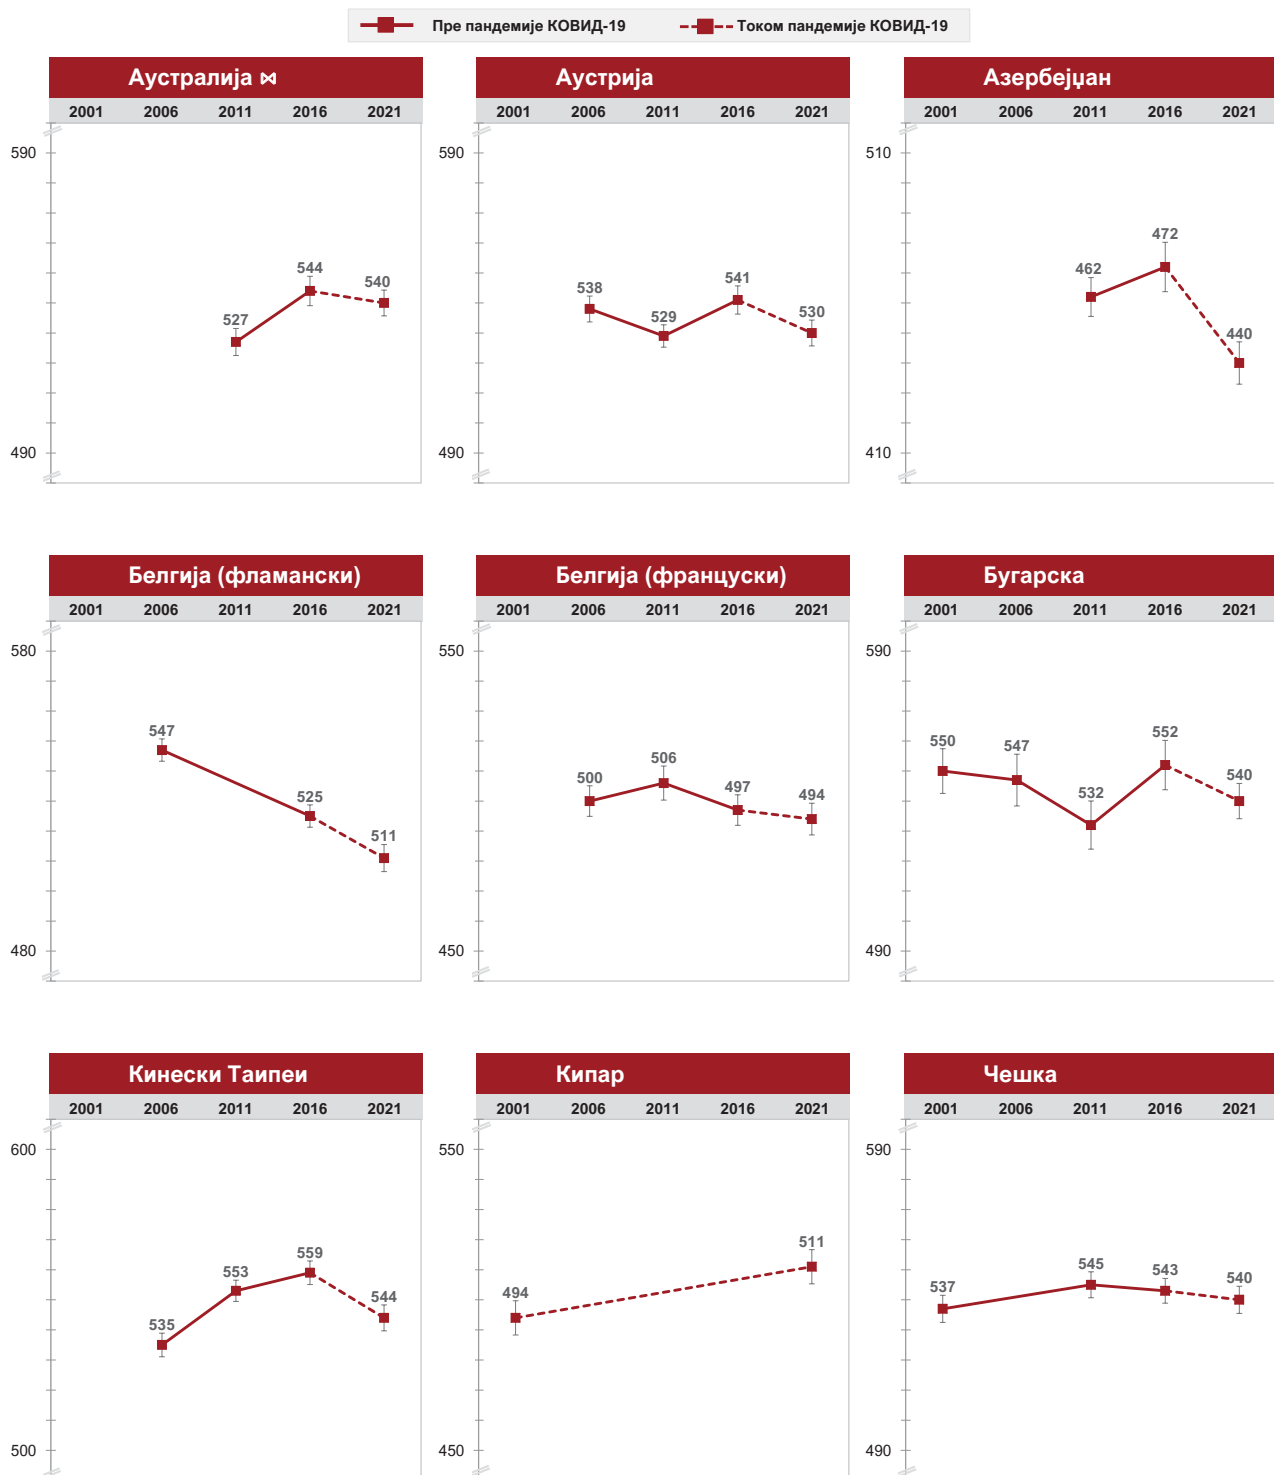 Пре пандемије КОВИД-19 Током пандемије КОВИД-19
Аустралија ⋈
2001 2006 2011 2016 2021
590
544
540
527
490
Аустрија
2001 2006 2011 2016 2021
590
538
529
541
530
490
Азербејџан
2001 2006 2011 2016 2021
510
462
472
440
410
Белгија (фламански)
2001 2006 2011 2016 2021
580
547
525
511
480
Белгија (француски)
2001 2006 2011 2016 2021
550
500
506
497
494
450
Бугарска
2001 2006 2011 2016 2021
590
550
547
532
552
540
490
Кинески Таипеи
2001 2006 2011 2016 2021
600
535
553
559
544
500
Кипар
2001 2006 2011 2016 2021
550
494
511
450
Чешка
2001 2006 2011 2016 2021
590
537
545
543
540
490